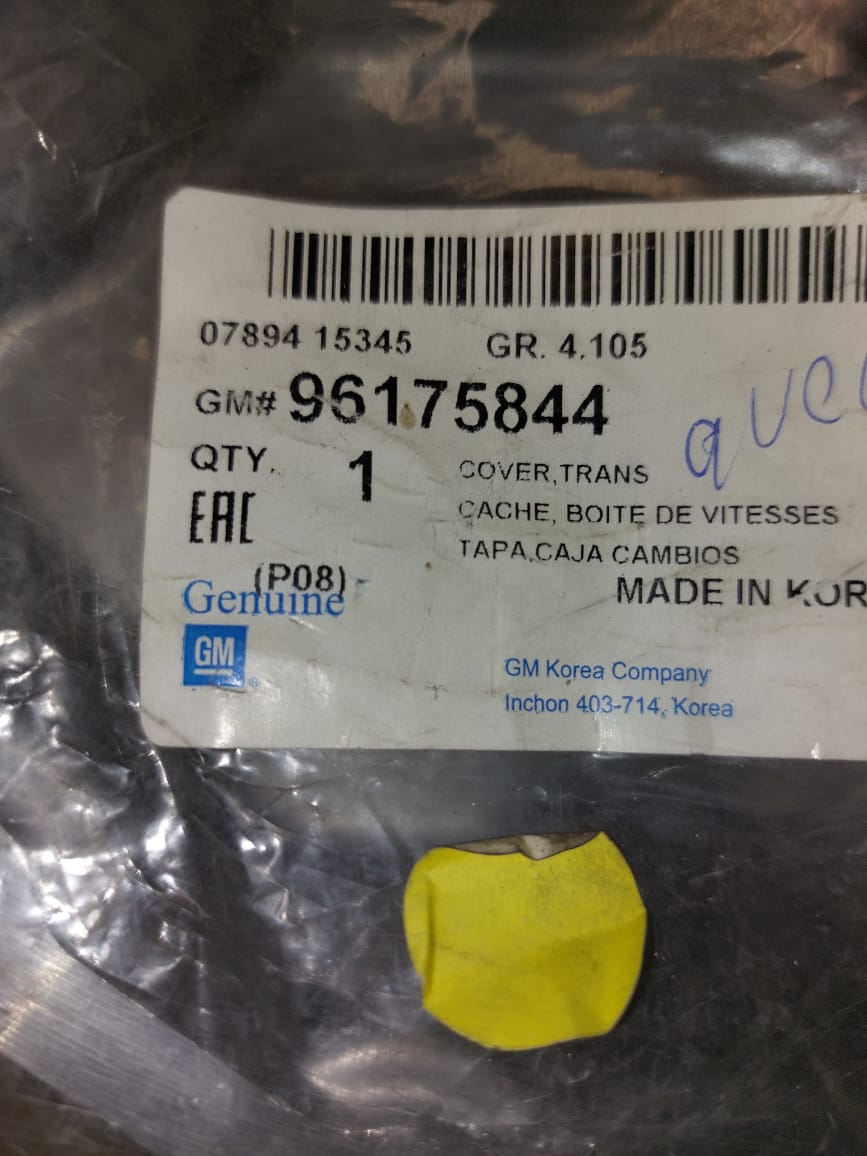 07894 15345 GR. 4.105
GM# 96175844
QTY. 1 COVER,TRANS
CACHE, BOITE DE VITESSES
EAC
TAPA,CAJA CAMBIOS
(P08) MADE IN KOR
Genuine
GM ®
GM Korea Company
Inchon 403-714, Korea